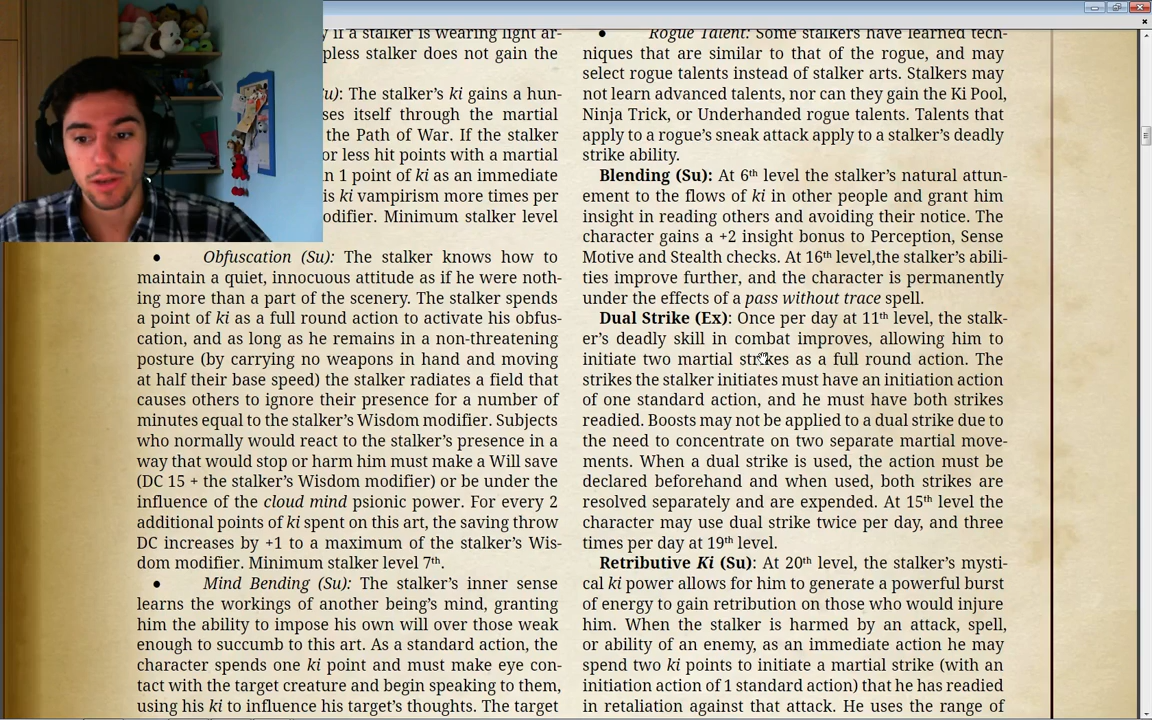 y if a stalker is wearing light ar-
pless stalker does not gain the
u): The stalker's ki gains a hun-
ses itself through the martial
the Path of War. If the stalker
or less hit points with a martial
n 1 point of ki as an immediate
is ki vampirism more times per
odifier. Minimum stalker level
• Obfuscation (Su): The stalker knows how to
maintain a quiet, innocuous attitude as if he were noth-
ing more than a part of the scenery. The stalker spends
a point of ki as a full round action to activate his obfus-
cation, and as long as he remains in a non-threatening
posture (by carrying no weapons in hand and moving
at half their base speed) the stalker radiates a field that
causes others to ignore their presence for a number of
minutes equal to the stalker's Wisdom modifier. Subjects
who normally would react to the stalker's presence in a
way that would stop or harm him must make a Will save
(DC 15 + the stalker's Wisdom modifier) or be under the
influence of the cloud mind psionic power. For every 2
additional points of ki spent on this art, the saving throw
DC increases by +1 to a maximum of the stalker's Wis-
dom modifier. Minimum stalker level 7th.
• Mind Bending (Su): The stalker's inner sense
learns the workings of another being's mind, granting
him the ability to impose his own will over those weak
enough to succumb to this art. As a standard action, the
character spends one ki point and must make eye con-
tact with the target creature and begin speaking to them,
using his ki to influence his target's thoughts. The target
• Rogue Talent: Some stalkers have learned tech-
niques that are similar to that of the rogue, and may
select rogue talents instead of stalker arts. Stalkers may
not learn advanced talents, nor can they gain the Ki Pool,
Ninja Trick, or Underhanded rogue talents. Talents that
apply to a rogue's sneak attack apply to a stalker's deadly
strike ability.
Blending (Su): At 6th level the stalker's natural attun-
ement to the flows of ki in other people and grant him
insight in reading others and avoiding their notice. The
character gains a +2 insight bonus to Perception, Sense
Motive and Stealth checks. At 16th level,the stalker's abili-
ties improve further, and the character is permanently
under the effects of a pass without trace spell.
Dual Strike (Ex): Once per day at 11th level, the stalk-
er's deadly skill in combat improves, allowing him to
initiate two martial strikes as a full round action. The
strikes the stalker initiates must have an initiation action
of one standard action, and he must have both strikes
readied. Boosts may not be applied to a dual strike due to
the need to concentrate on two separate martial move-
ments. When a dual strike is used, the action must be
declared beforehand and when used, both strikes are
resolved separately and are expended. At 15th level the
character may use dual strike twice per day, and three
times per day at 19th level.
Retributive Ki (Su): At 20th level, the stalker's mysti-
cal ki power allows for him to generate a powerful burst
of energy to gain retribution on those who would injure
him. When the stalker is harmed by an attack, spell,
or ability of an enemy, as an immediate action he may
spend two ki points to initiate a martial strike (with an
initiation action of 1 standard action) that he has readied
in retaliation against that attack. He uses the range of